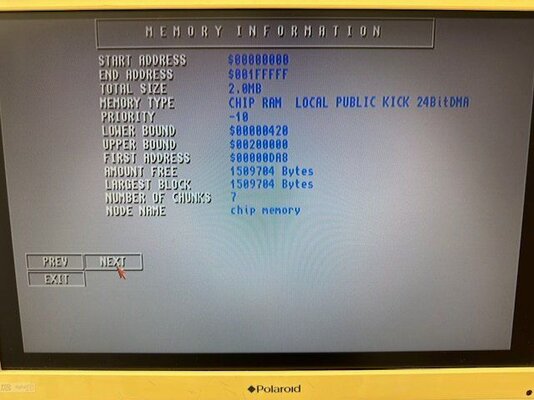 MEMORY INFORMATION
START ADDRESS $00000000
END ADDRESS $001FFFFF
TOTAL SIZE 2.0MB
MEMORY TYPE CHIP RAM LOCAL PUBLIC KICK 24BitDMA
PRIORITY -10
LOWER BOUND $00000420
UPPER BOUND $00200000
FIRST ADDRESS $00000DA8
AMOUNT FREE 1509704 Bytes
LARGEST BLOCK 1509704 Bytes
NUMBER OF CHUNKS 7
NODE NAME chip memory
PREV NEXT
EXIT
Polaroid